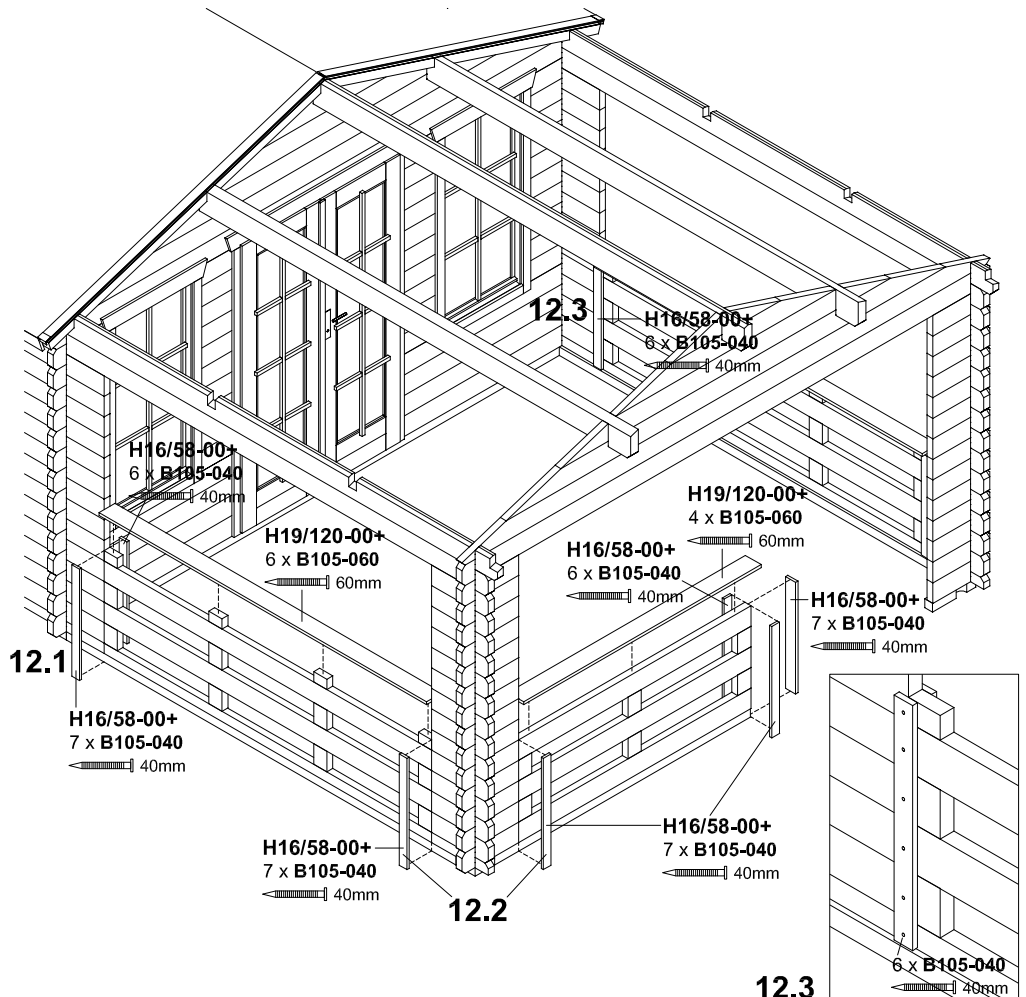 12.3
H16/58-00+
6 x B105-040
40mm
H16/58-00+
6 x B105-040
40mm
H19/120-00+
6 x B105-060
60mm
H19/120-00+
4 x B105-060
60mm
H16/58-00+
6 x B105-040
40mm
H16/58-00+
7 x B105-040
40mm
12.1
H16/58-00+
7 x B105-040
40mm
H16/58-00+
7 x B105-040
40mm
H16/58-00+
7 x B105-040
40mm
12.2
6 x B105-040
40mm
12.3